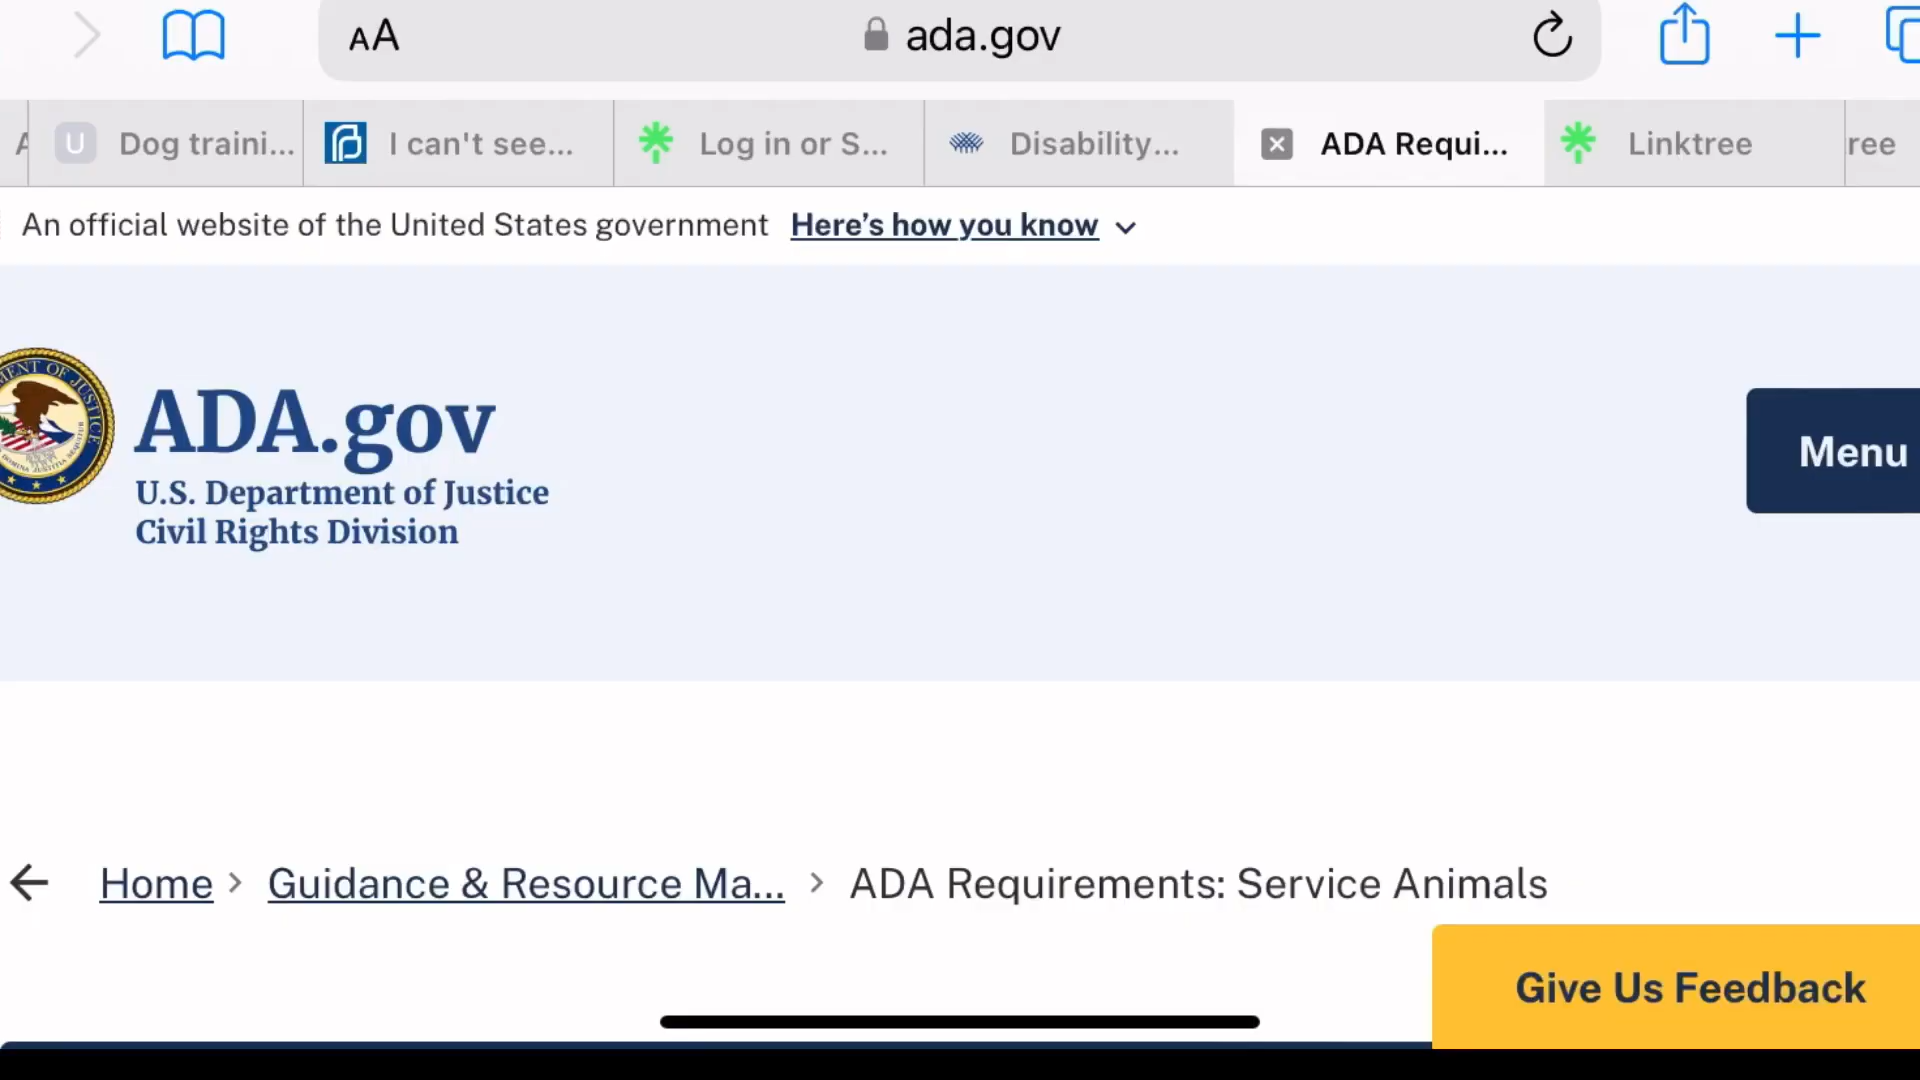 AA
ada.gov
U Dog traini... I can't see... Log in or S... Disability... ADA Requi... Linktree ree
An official website of the United States government Here's how you know
ADA.gov
U.S. Department of Justice
Civil Rights Division
Menu
Home > Guidance & Resource Ma... > ADA Requirements: Service Animals
Give Us Feedback